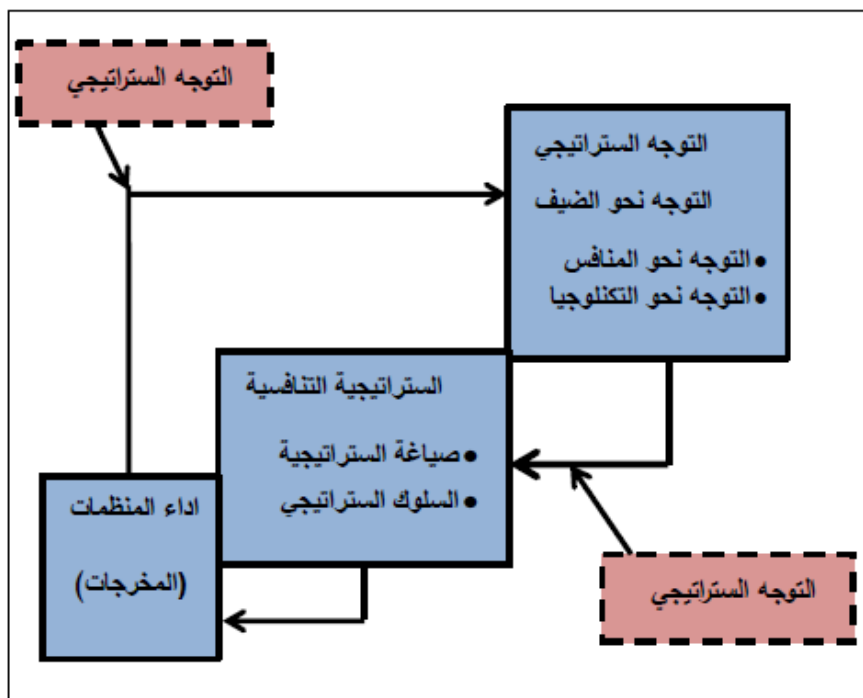 التوجه الستراتيجي
التوجه الستراتيجي
التوجه نحو الضيف
• التوجه نحو المنافس
• التوجه نحو التكنلوجيا
الستراتيجية التنافسية
• صياغة الستراتيجية
• السلوك الستراتيجي
اداء المنظمات
(المخرجات)
التوجه الستراتيجي